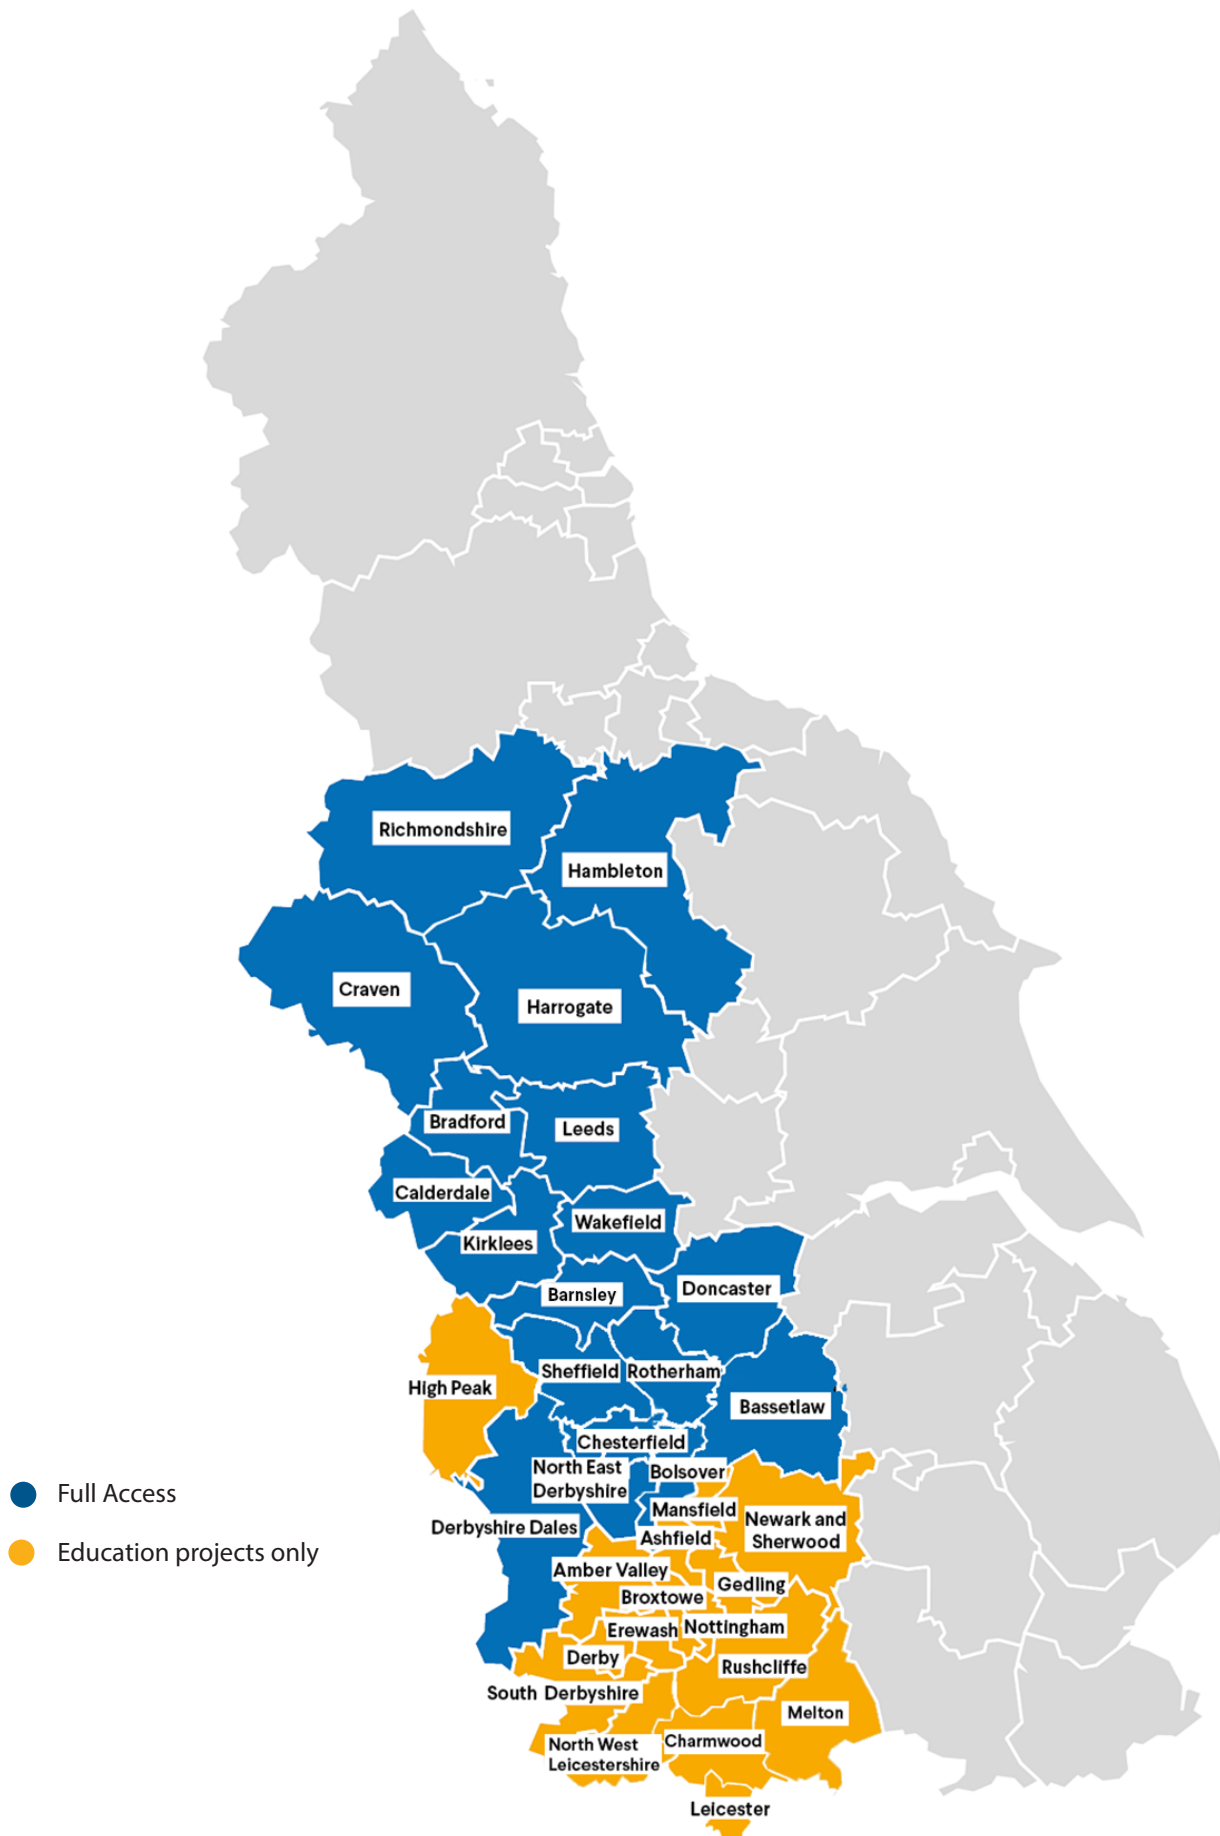 Richmondshire
Hambleton
Craven
Harrogate
Bradford
Leeds
Calderdale
Wakefield
Kirklees
Doncaster
Barnsley
Sheffield
Rotherham
High Peak
Bassetlaw
Chesterfield
North East
Derbyshire
Bolsover
Full Access
Mansfield
Newark and
Sherwood
Derbyshire Dales
Ashfield
Education projects only
Amber Valley
Gedling
Broxtowe
Erewash
Nottingham
Derby
Rushcliffe
South Derbyshire
Melton
North West
Leicestershire
Charmwood
Leicester